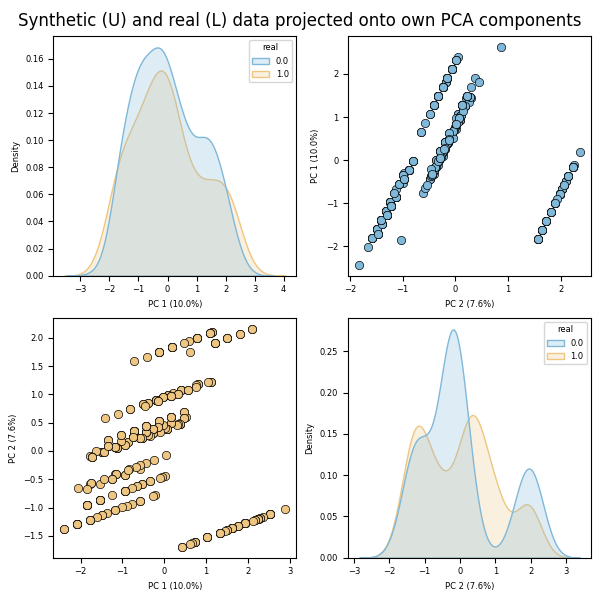 Synthetic (U) and real (L) data projected onto own PCA components
real
0.0
1.0
Density
0.16
0.14
0.12
0.10
0.08
0.06
0.04
0.02
0.00
−3 −2 −1 0 1 2 3 4
PC 1 (10.0%)
PC 1 (10.0%)
2
1
0
−1
−2
−2 −1 0 1 2
PC 2 (7.6%)
PC 2 (7.6%)
2.0
1.5
1.0
0.5
0.0
−0.5
−1.0
−1.5
−2 −1 0 1 2 3
PC 1 (10.0%)
real
0.0
1.0
Density
0.25
0.20
0.15
0.10
0.05
0.00
−3 −2 −1 0 1 2 3
PC 2 (7.6%)